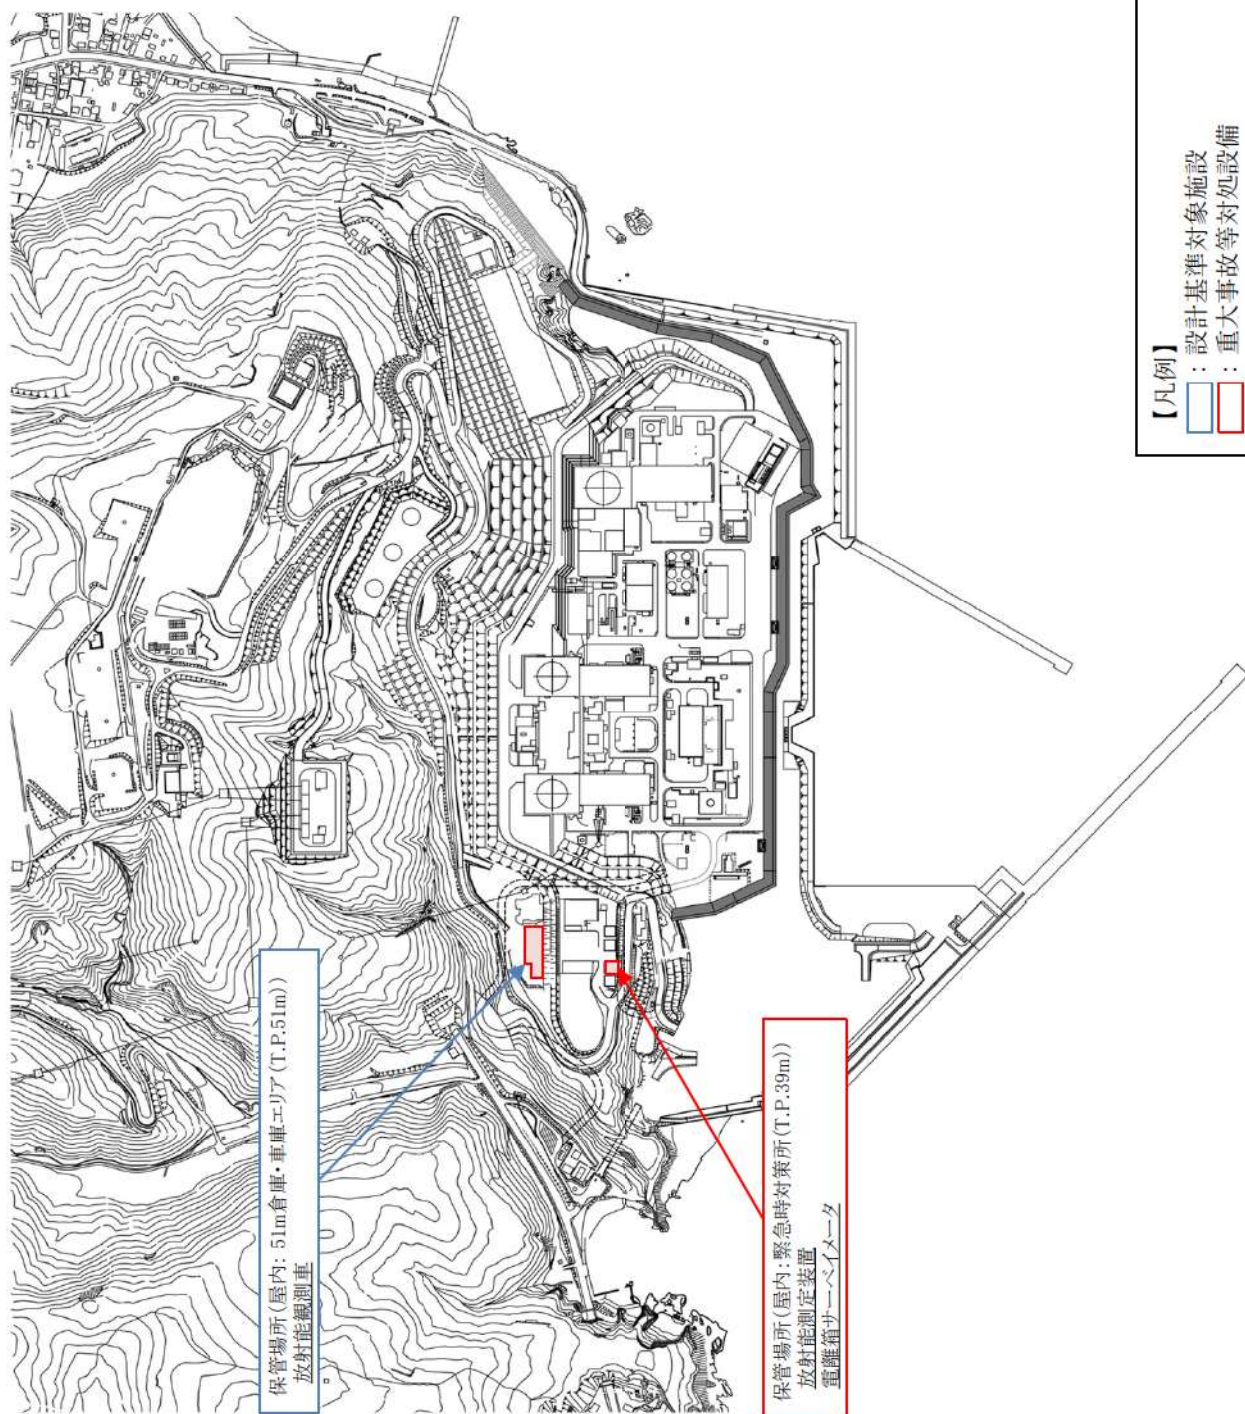 保管場所(屋内：51m倉庫・車庫エリア(T.P.51m))
放射能観測車
保管場所(屋内：緊急時対策所(T.P.39m))
放射能測定装置
電離箱サーベイメータ
【凡例】
：設計基準対象施設
：重大事故等対処設備